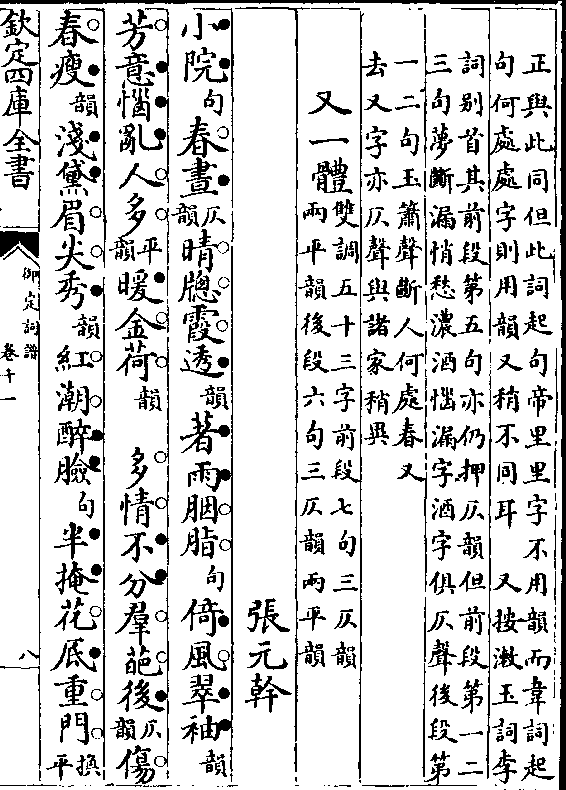 正與此同但此詞起句帝里里字不用韻而韋詞起
句何處處字則用韻又稍不同耳 又按漱玉詞李
詞别首其前段第五句亦仍押仄韻但前段第一二
三句夢斷漏悄愁濃酒惱漏字酒字俱仄聲後段第
一二句玉簫聲斷人何處春又
去又字亦仄聲與諸家稍異
又一體雙調五十三字前段七句三仄韻
兩平韻後段六句三仄韻兩平韻
張元幹
小院句春晝仄韻晴牕霞透韻著雨胭脂句倚風翠袖韻
芳意惱亂人多平韻暖金荷韻 多情不分羣葩後仄韻傷
春瘦韻淺黛眉尖秀韻紅潮醉臉句半掩花底重門換平
欽定四庫全書
御定詞譜
卷十一
八